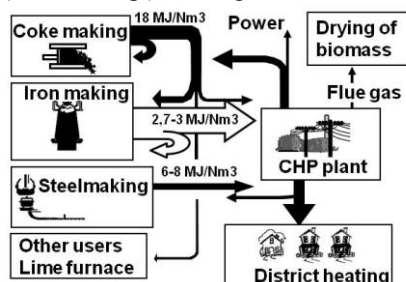 Coke making
18 MJ/Nm3
Power
Drying of
biomass
Iron making
2,7-3 MJ/Nm3
Flue gas
CHP plant
Steelmaking
6-8 MJ/Nm3
Other users
Lime furnace
District heating